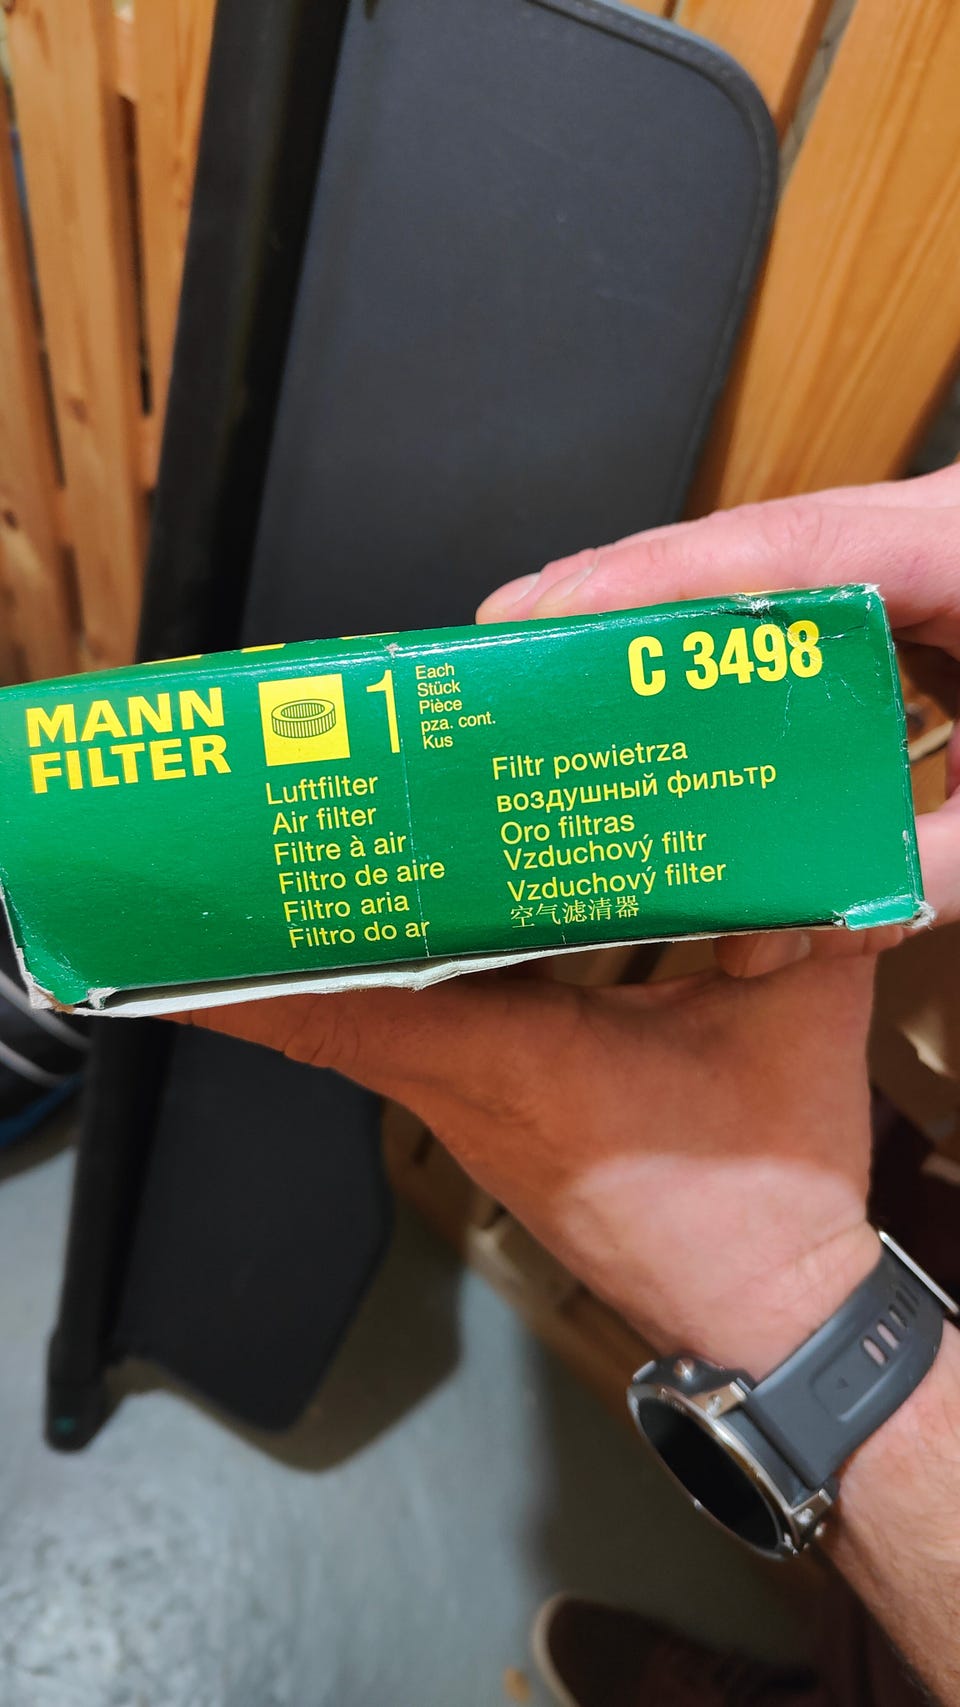 MANN
FILTER
1
Each
Stück
Pièce
pza. cont.
Kus
C 3498
Luftfilter
Air filter
Filtre à air
Filtro de aire
Filtro aria
Filtro do ar
Filtr powietrza
воздушный фильтр
Oro filtras
Vzduchový filtr
Vzduchový filter
空气滤清器